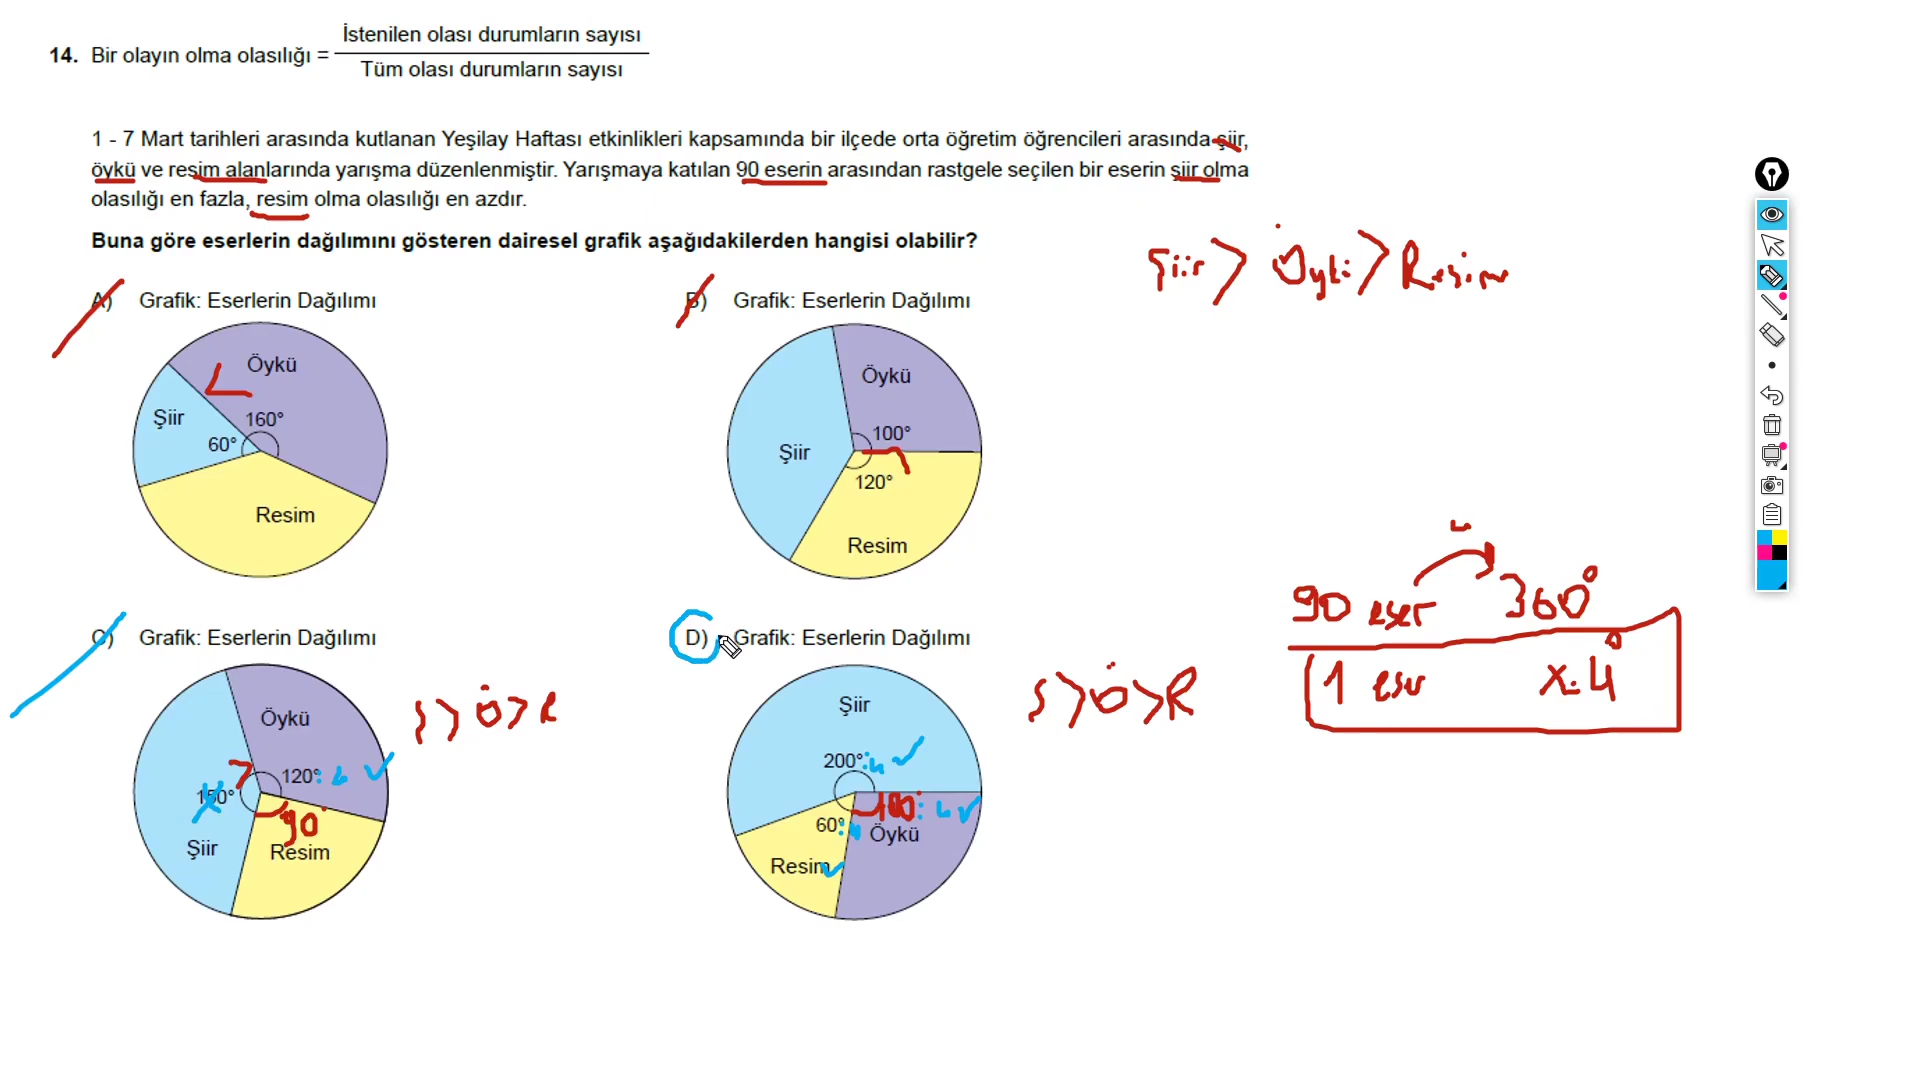 14. Bir olayın olma olasılığı = İstenilen olası durumların sayısı
Tüm olası durumların sayısı
1 - 7 Mart tarihleri arasında kutlanan Yeşilay Haftası etkinlikleri kapsamında bir ilçede orta öğretim öğrencileri arasında şiir,
öykü ve resim alanlarında yarışma düzenlenmiştir. Yarışmaya katılan 90 eserin arasından rastgele seçilen bir eserin şiir olma
olasılığı en fazla, resim olma olasılığı en azdır.
Buna göre eserlerin dağılımını gösteren dairesel grafik aşağıdakilerden hangisi olabilir?
Şiir > Öykü > Resim
A) Grafik: Eserlerin Dağılımı
Öykü
Şiir
160°
60°
Resim
B) Grafik: Eserlerin Dağılımı
Öykü
100°
Şiir
120°
Resim
90 eser 360°
1 eser x = 4°
C) Grafik: Eserlerin Dağılımı
Öykü
120° : 4 ✓
150°
90°
Şiir
Resim
Ş > Ö > R
D) Grafik: Eserlerin Dağılımı
Şiir
200° : 4 ✓
100° : 4 ✓
60° : 4
Öykü
Resim ✓
Ş > Ö > R